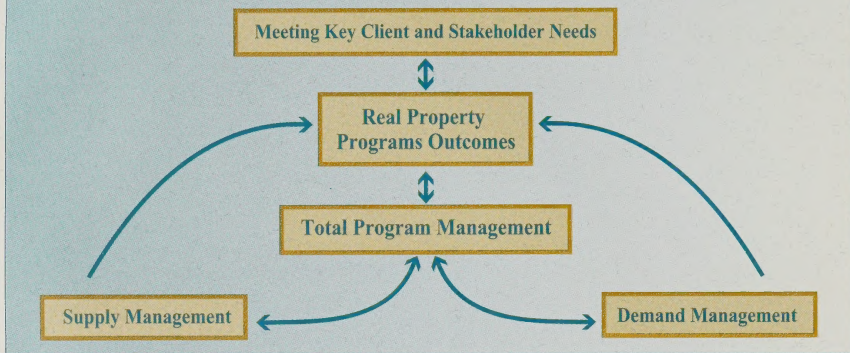 Meeting Key Client and Stakeholder Needs
Real Property
Programs Outcomes
Total Program Management
Supply Management
Demand Management